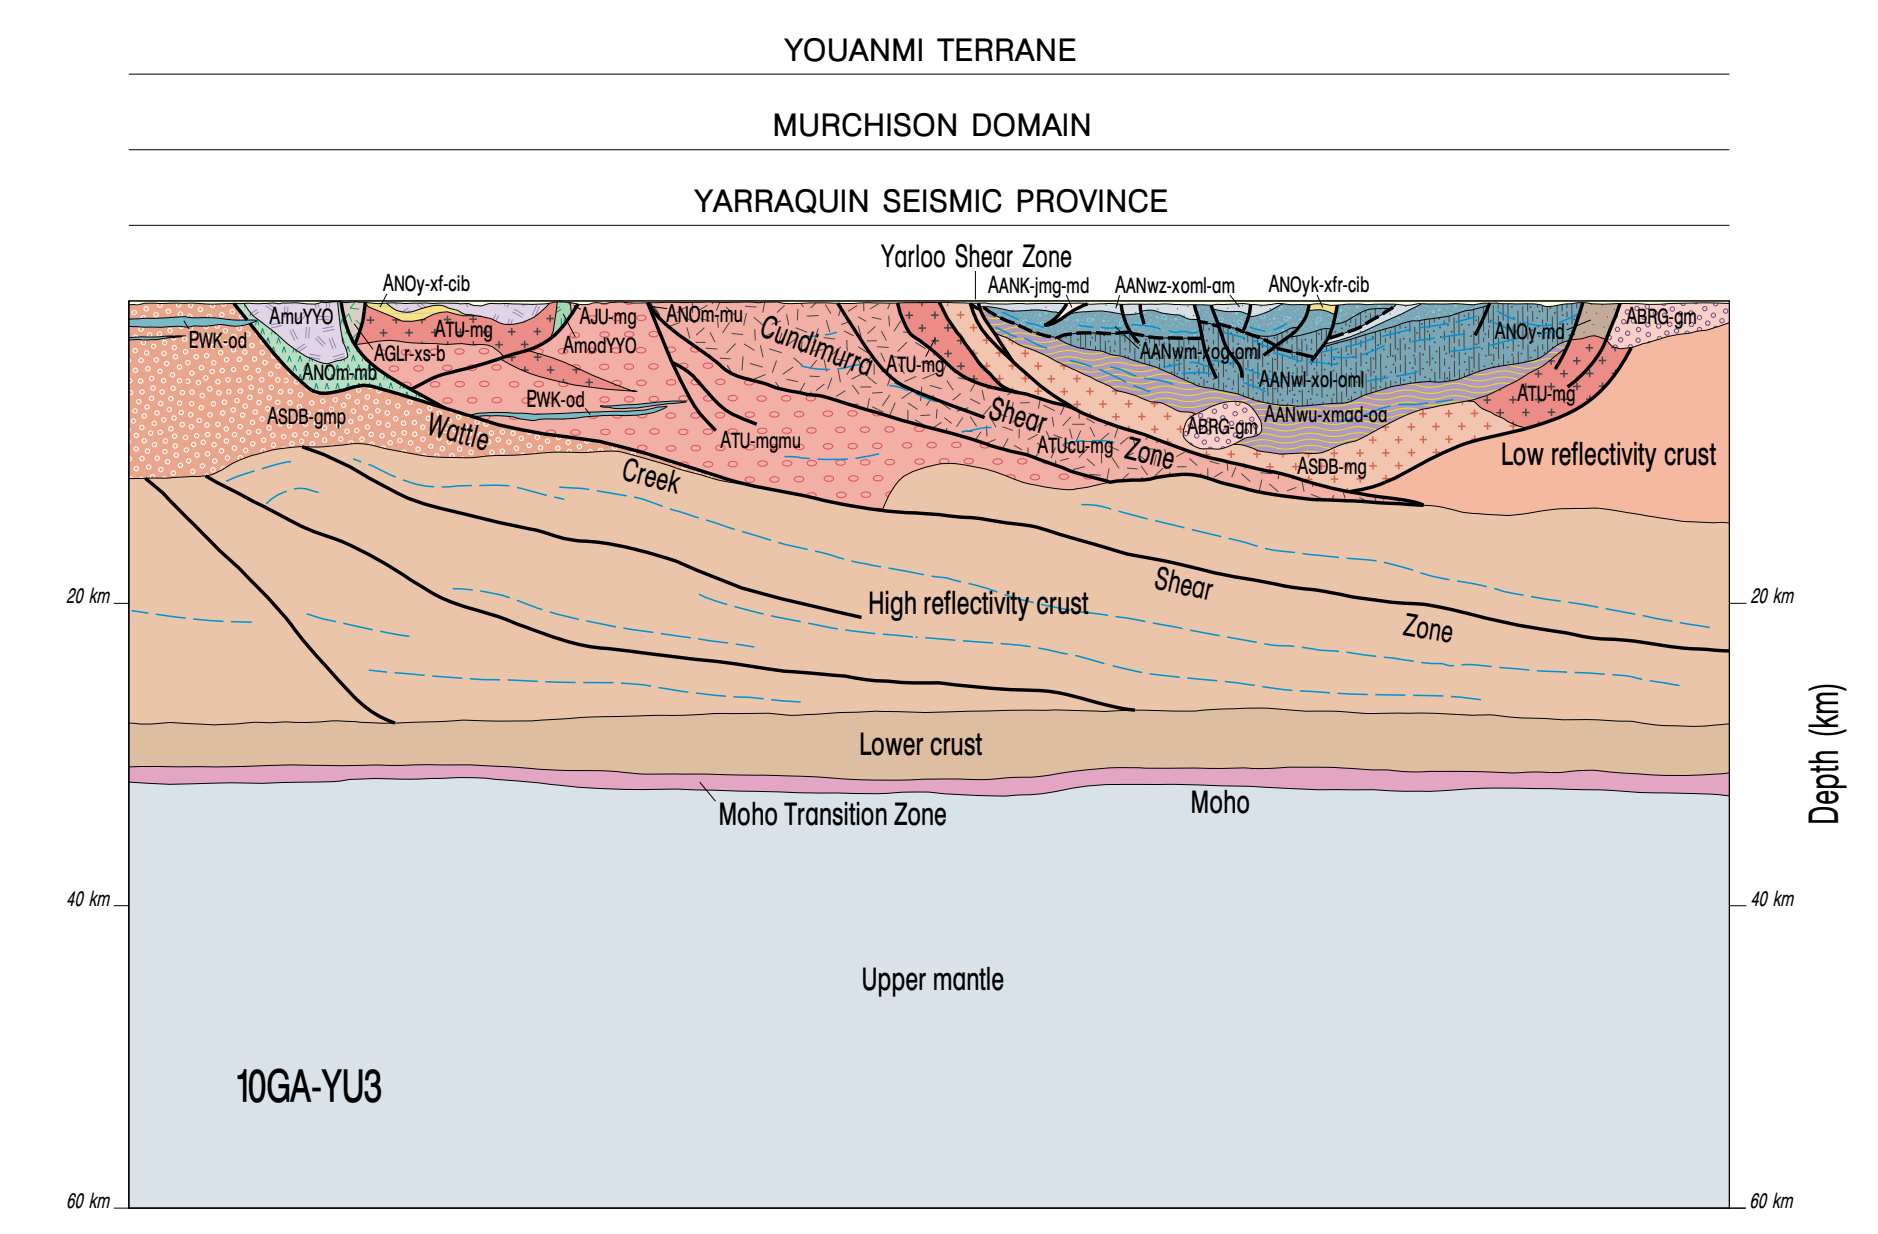 YOUANMI TERRANE
MURCHISON DOMAIN
YARRAQUIN SEISMIC PROVINCE
Yarloo Shear Zone
ANOy-xf-cib
AANK-jmg-md
AANwz-xoml-am
ANOyk-xfr-cib
AmuYYO
AJU-mg
ANOm-mu
ABRG-gm
PWK-od
ATU-mg
AmodYYO
Cundimurra
ANOy-md
AGLr-xs-b
ANOm-mb
ATU-mg
AANwm-xog-oml
AANwl-xol-oml
ATU-mg
PWK-od
ASDB-gmp
Shear
AANwu-xmad-oa
ABRG-gm
Wattle
ATU-mgmu
ATUcu-mg
Zone
ASDB-mg
Low reflectivity crust
Creek
Shear
20 km
High reflectivity crust
20 km
Zone
Lower crust
Depth (km)
Moho Transition Zone
Moho
40 km
40 km
Upper mantle
10GA-YU3
60 km
60 km